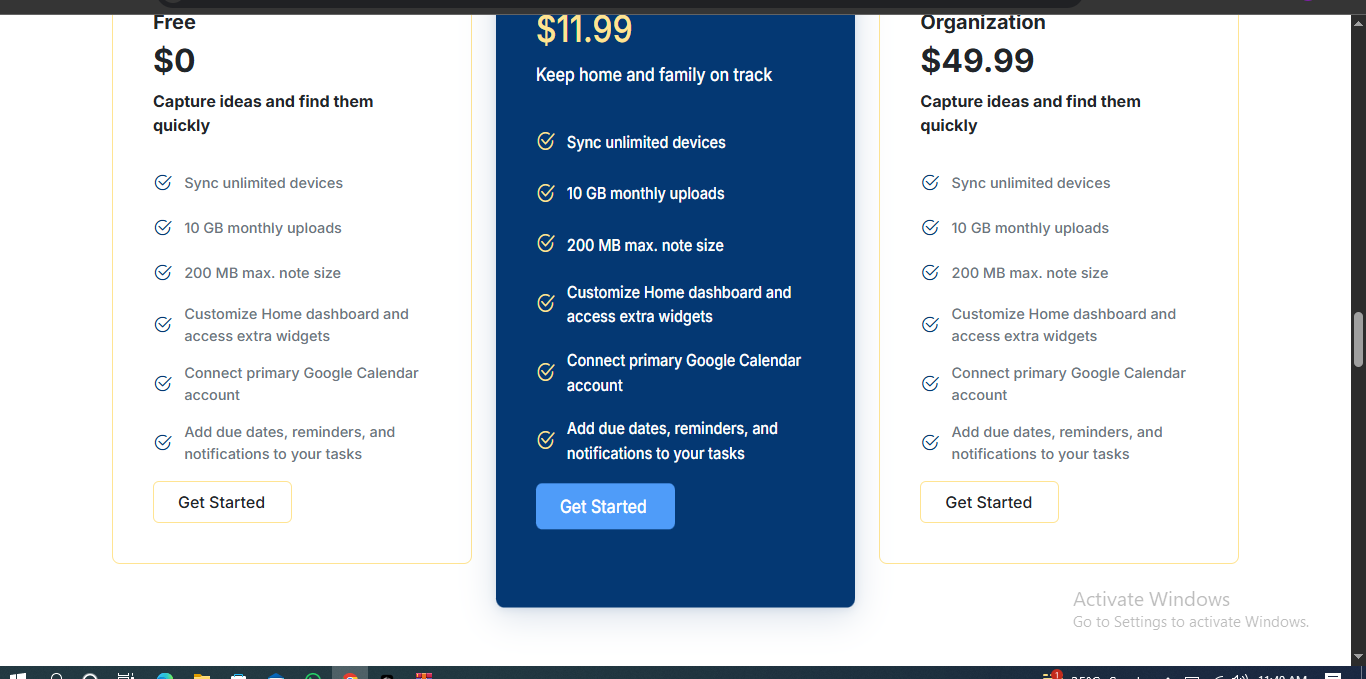 Free
$0
Capture ideas and find them
quickly
Sync unlimited devices
10 GB monthly uploads
200 MB max. note size
Customize Home dashboard and
access extra widgets
Connect primary Google Calendar
account
Add due dates, reminders, and
notifications to your tasks
Get Started
$11.99
Keep home and family on track
Sync unlimited devices
10 GB monthly uploads
200 MB max. note size
Customize Home dashboard and
access extra widgets
Connect primary Google Calendar
account
Add due dates, reminders, and
notifications to your tasks
Get Started
Organization
$49.99
Capture ideas and find them
quickly
Sync unlimited devices
10 GB monthly uploads
200 MB max. note size
Customize Home dashboard and
access extra widgets
Connect primary Google Calendar
account
Add due dates, reminders, and
notifications to your tasks
Get Started
Activate Windows
Go to Settings to activate Windows.
1